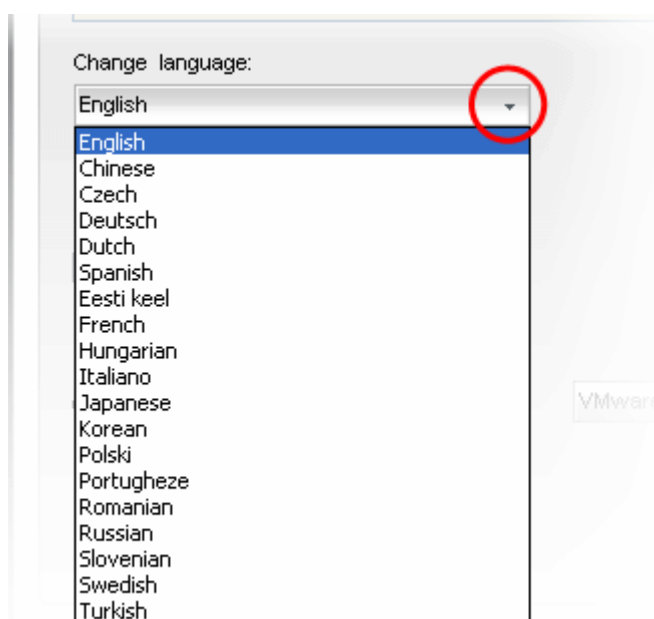 Change language:
English
English
Chinese
Czech
Deutsch
Dutch
Spanish
Eesti keel
French
Hungarian
Italiano
Japanese
Korean
Polski
Portugheze
Romanian
Russian
Slovenian
Swedish
Turkish